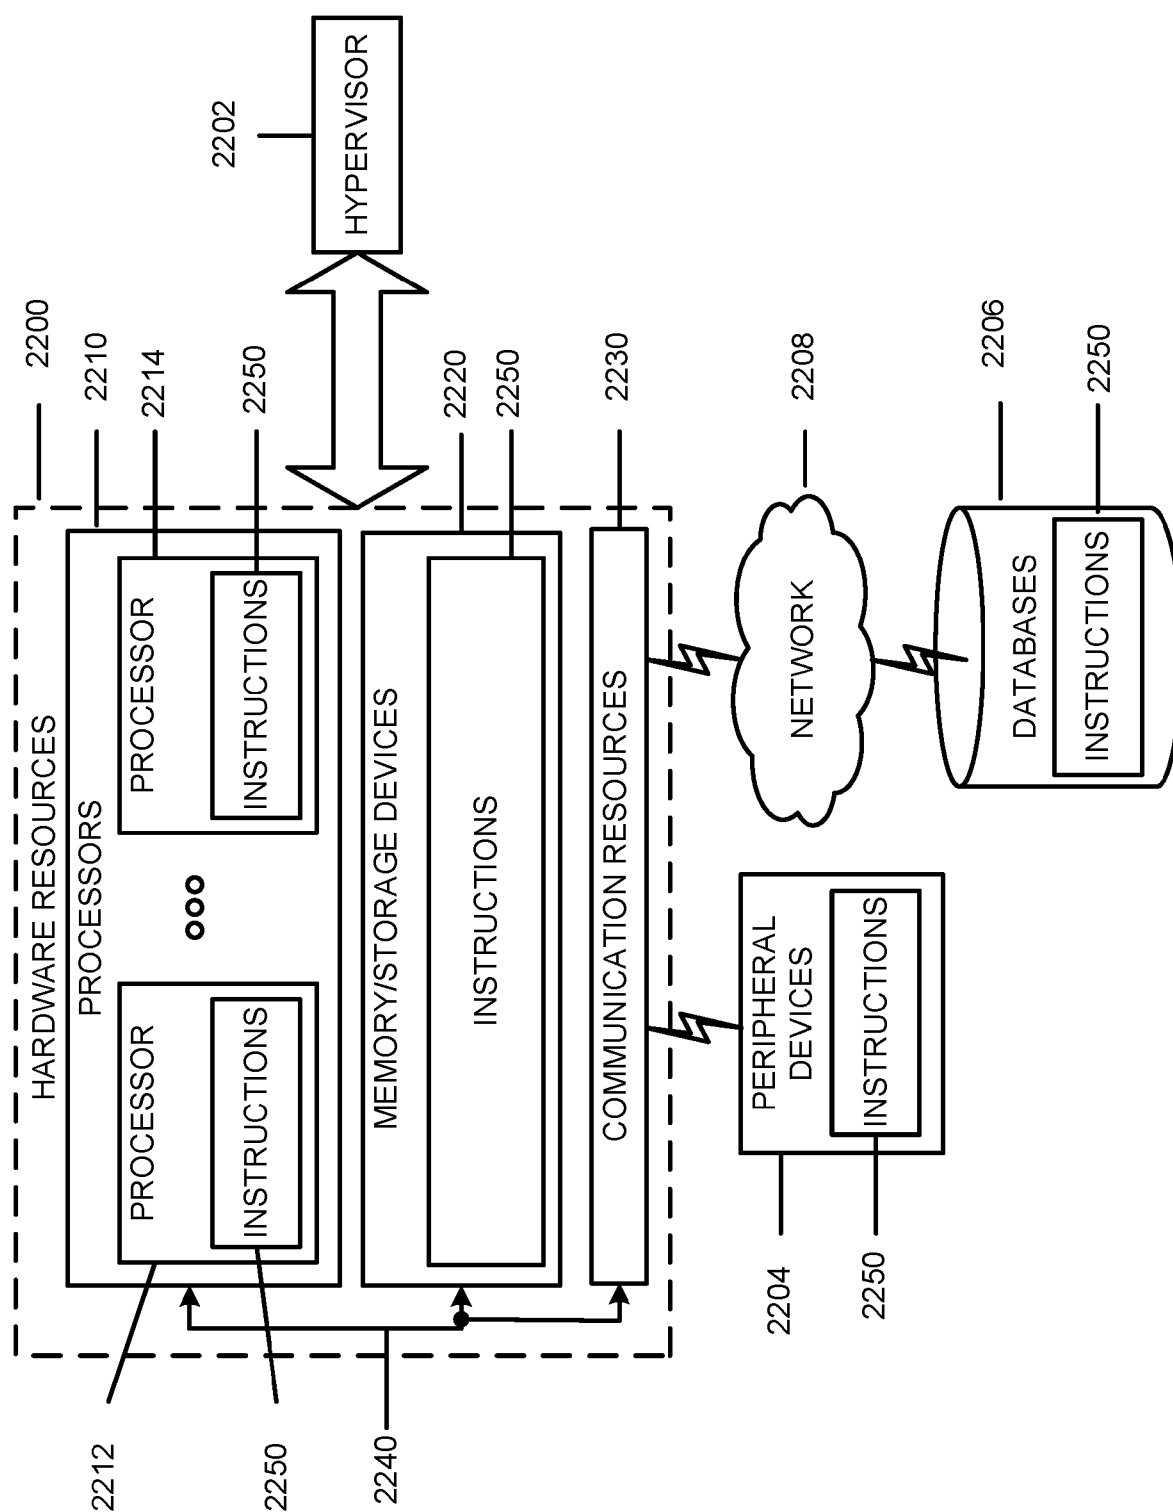 HARDWARE RESOURCES
2200
PROCESSORS
2210
2212
PROCESSOR
PROCESSOR
2214
2250
INSTRUCTIONS
INSTRUCTIONS
2250
2202
HYPERVISOR
2240
MEMORY/STORAGE DEVICES
2220
INSTRUCTIONS
2250
COMMUNICATION RESOURCES
2230
2204
PERIPHERAL
DEVICES
2250
INSTRUCTIONS
NETWORK
2208
DATABASES
2206
INSTRUCTIONS
2250